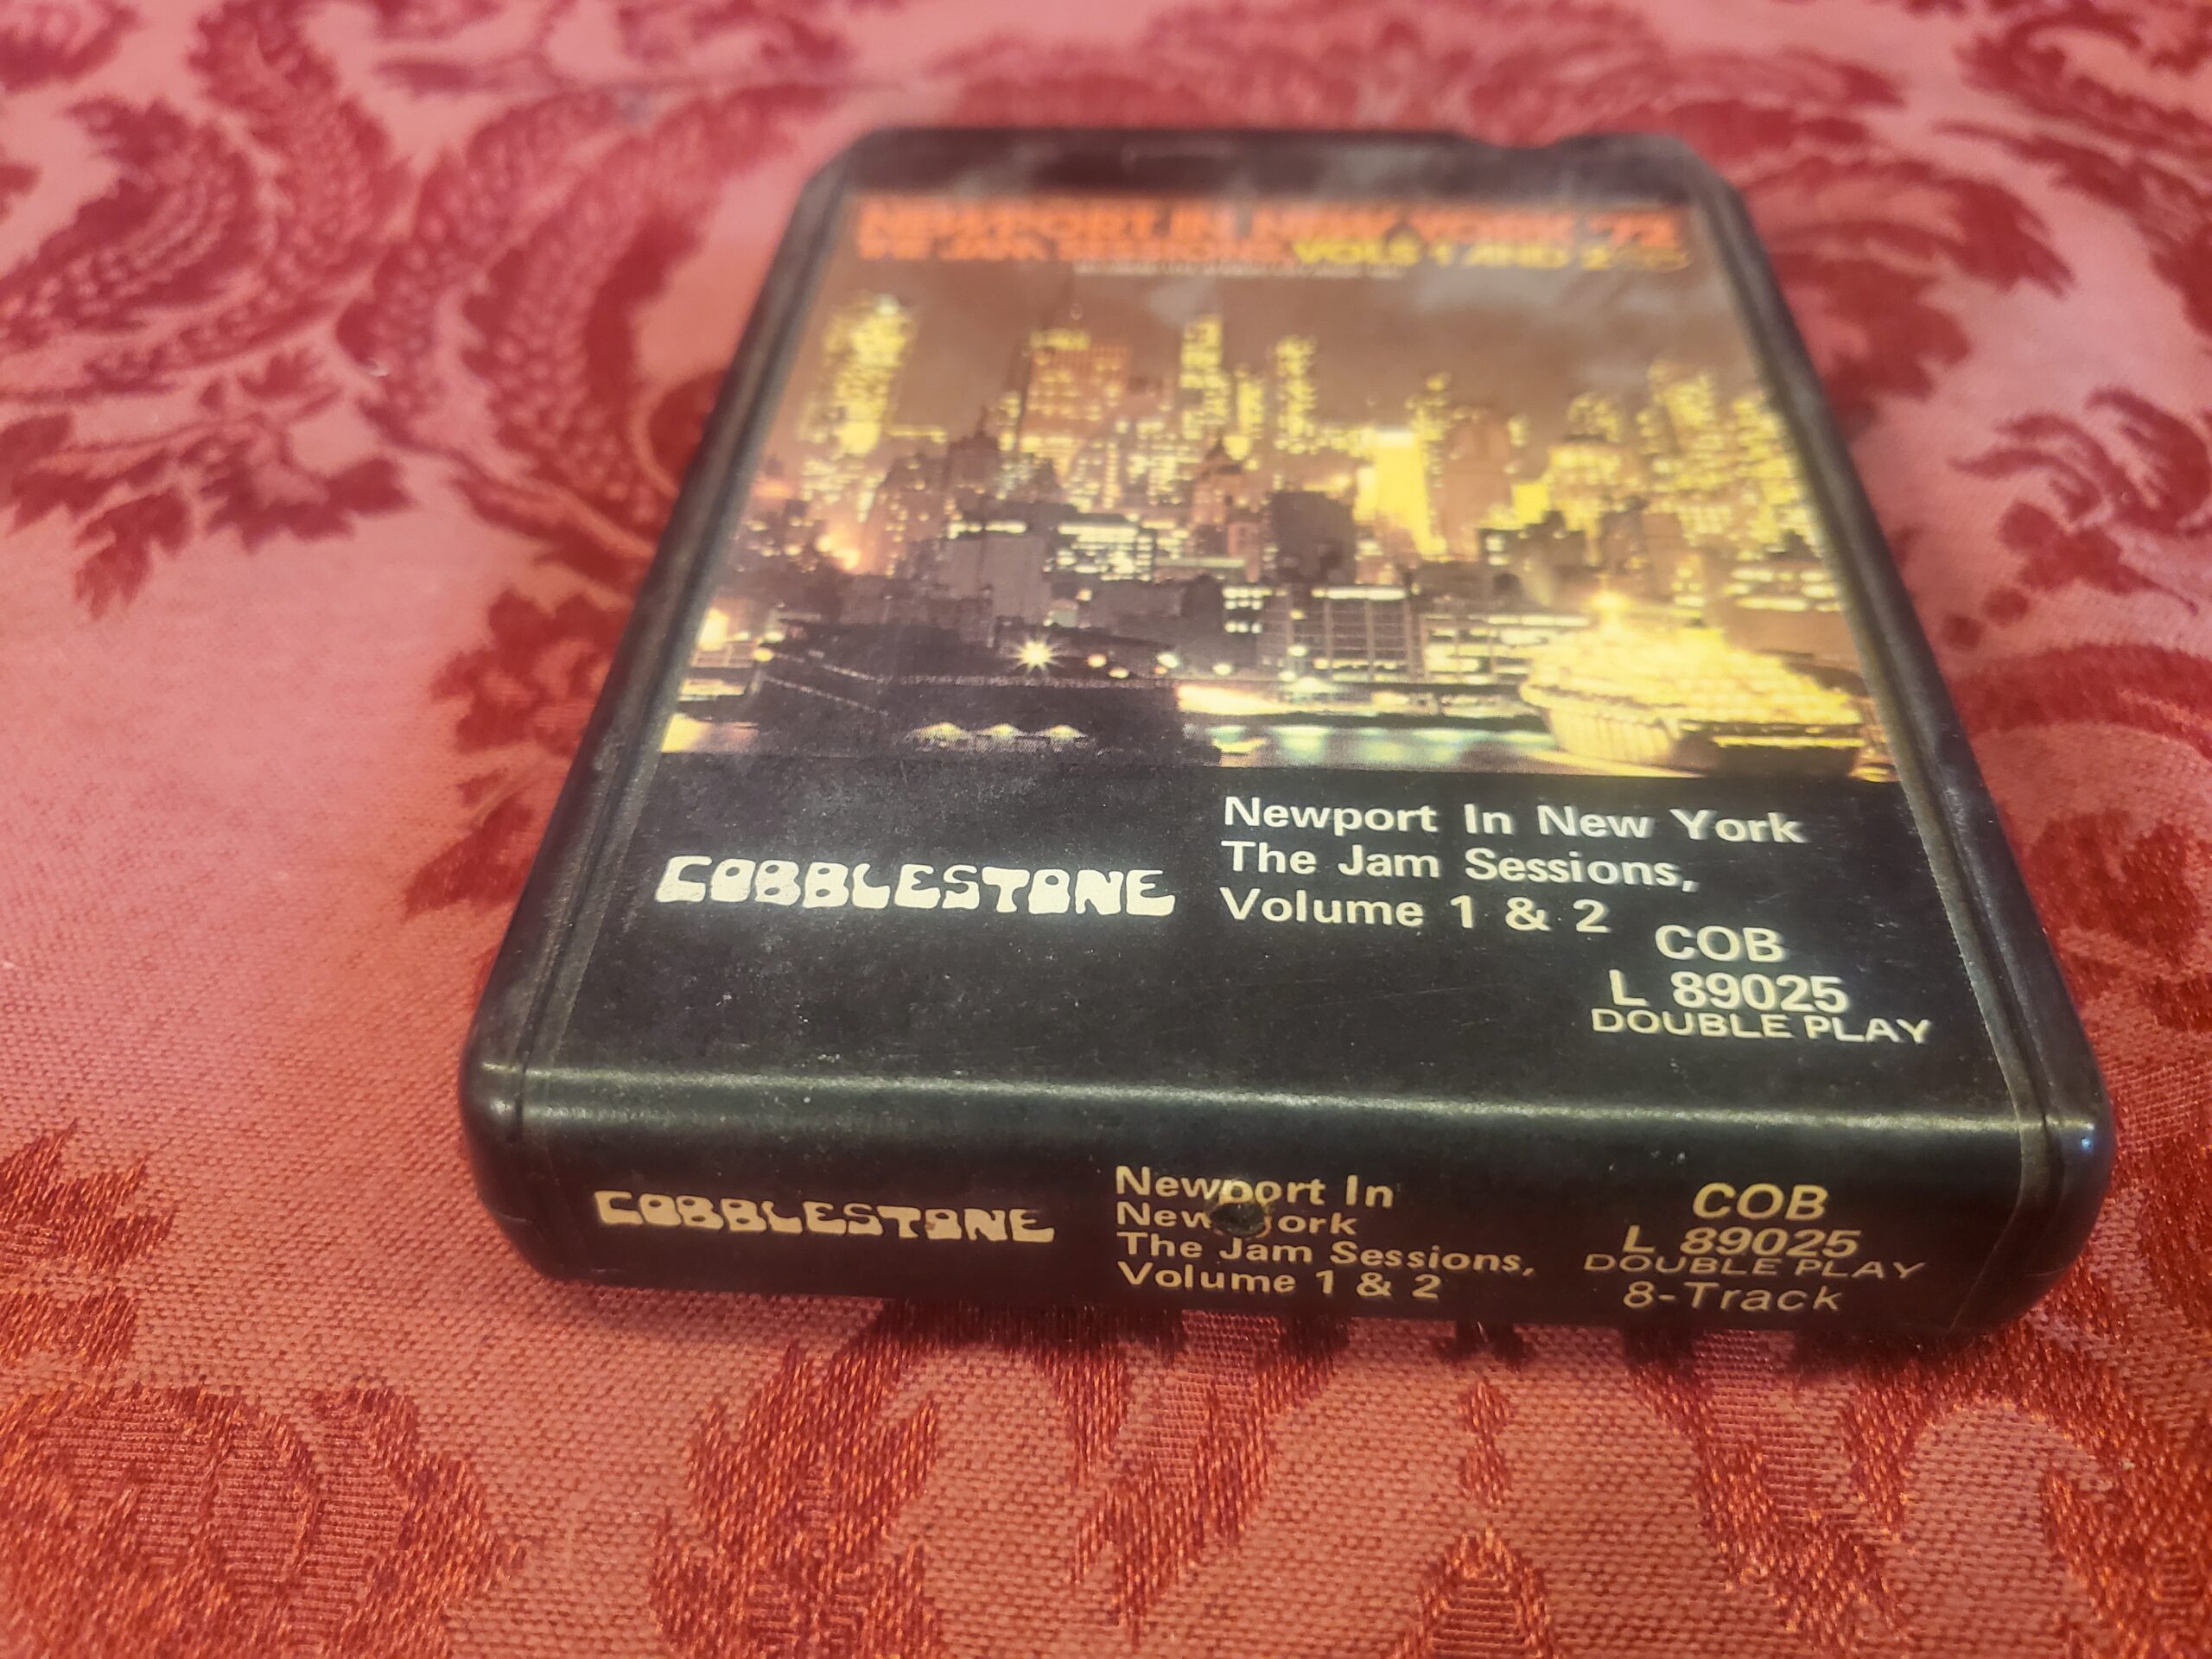 NEWPORT IN NEW YORK '72
THE JAM SESSIONS, VOLS 1 AND 2
COBBLESTONE
Newport In New York
The Jam Sessions,
Volume 1 & 2
COB
L 89025
DOUBLE PLAY
COBBLESTONE
Newport In
New York
The Jam Sessions,
Volume 1 & 2
COB
L 89025
DOUBLE PLAY
8-Track